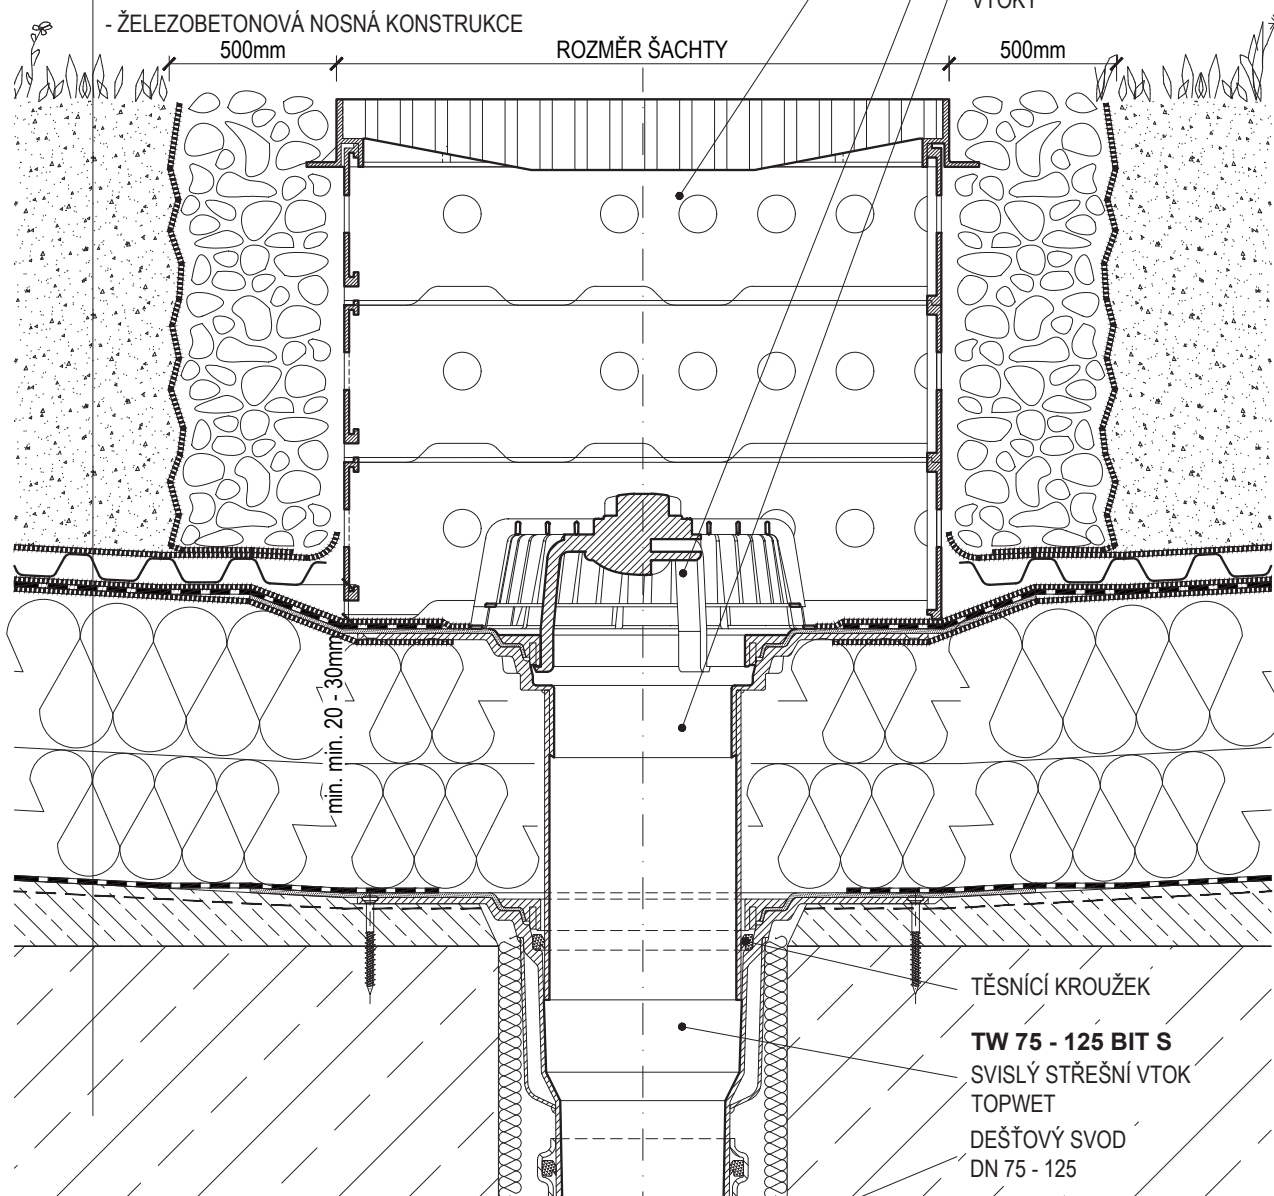 VTOKY
- ŽELEZOBETONOVÁ NOSNÁ KONSTRUKCE
500mm
ROZMĚR ŠACHTY
500mm
min. min. 20 - 30mm
TĚSNÍCÍ KROUŽEK
TW 75 - 125 BIT S
SVISLÝ STŘEŠNÍ VTOK
TOPWET
DEŠŤOVÝ SVOD
DN 75 - 125